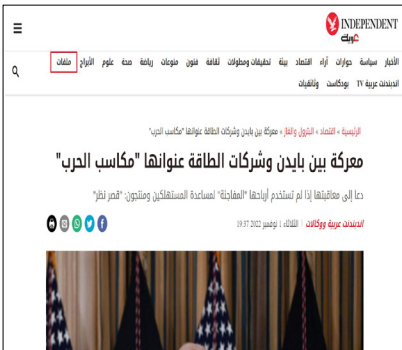 INDEPENDENT
عربية
الأخبار سياسة حوارات آراء اقتصاد بيئة تحقيقات ومطولات ثقافة فنون منوعات رياضة صحة علوم الأبراج ملفات
اندبندنت عربية TV بودكاست وثائقيات
الرئيسية » اقتصاد » البترول والغاز » معركة بين بايدن وشركات الطاقة عنوانها "مكاسب الحرب"
معركة بين بايدن وشركات الطاقة عنوانها "مكاسب الحرب"
دعا إلى معاقبتها إذا لم تستخدم أرباحها "المفاجئة" لمساعدة المستهلكين ومنتجون: "قصر نظر"
اندبندنت عربية ووكالات | الثلاثاء 1 نوفمبر 2022 19:37